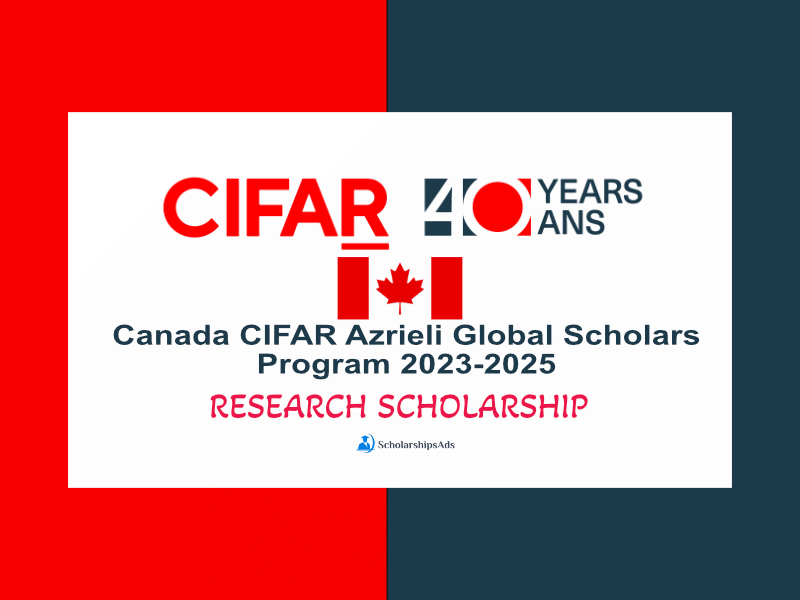 CIFAR 40 YEARS
ANS
Canada CIFAR Azrieli Global Scholars
Program 2023-2025
RESEARCH SCHOLARSHIP
ScholarshipsAds